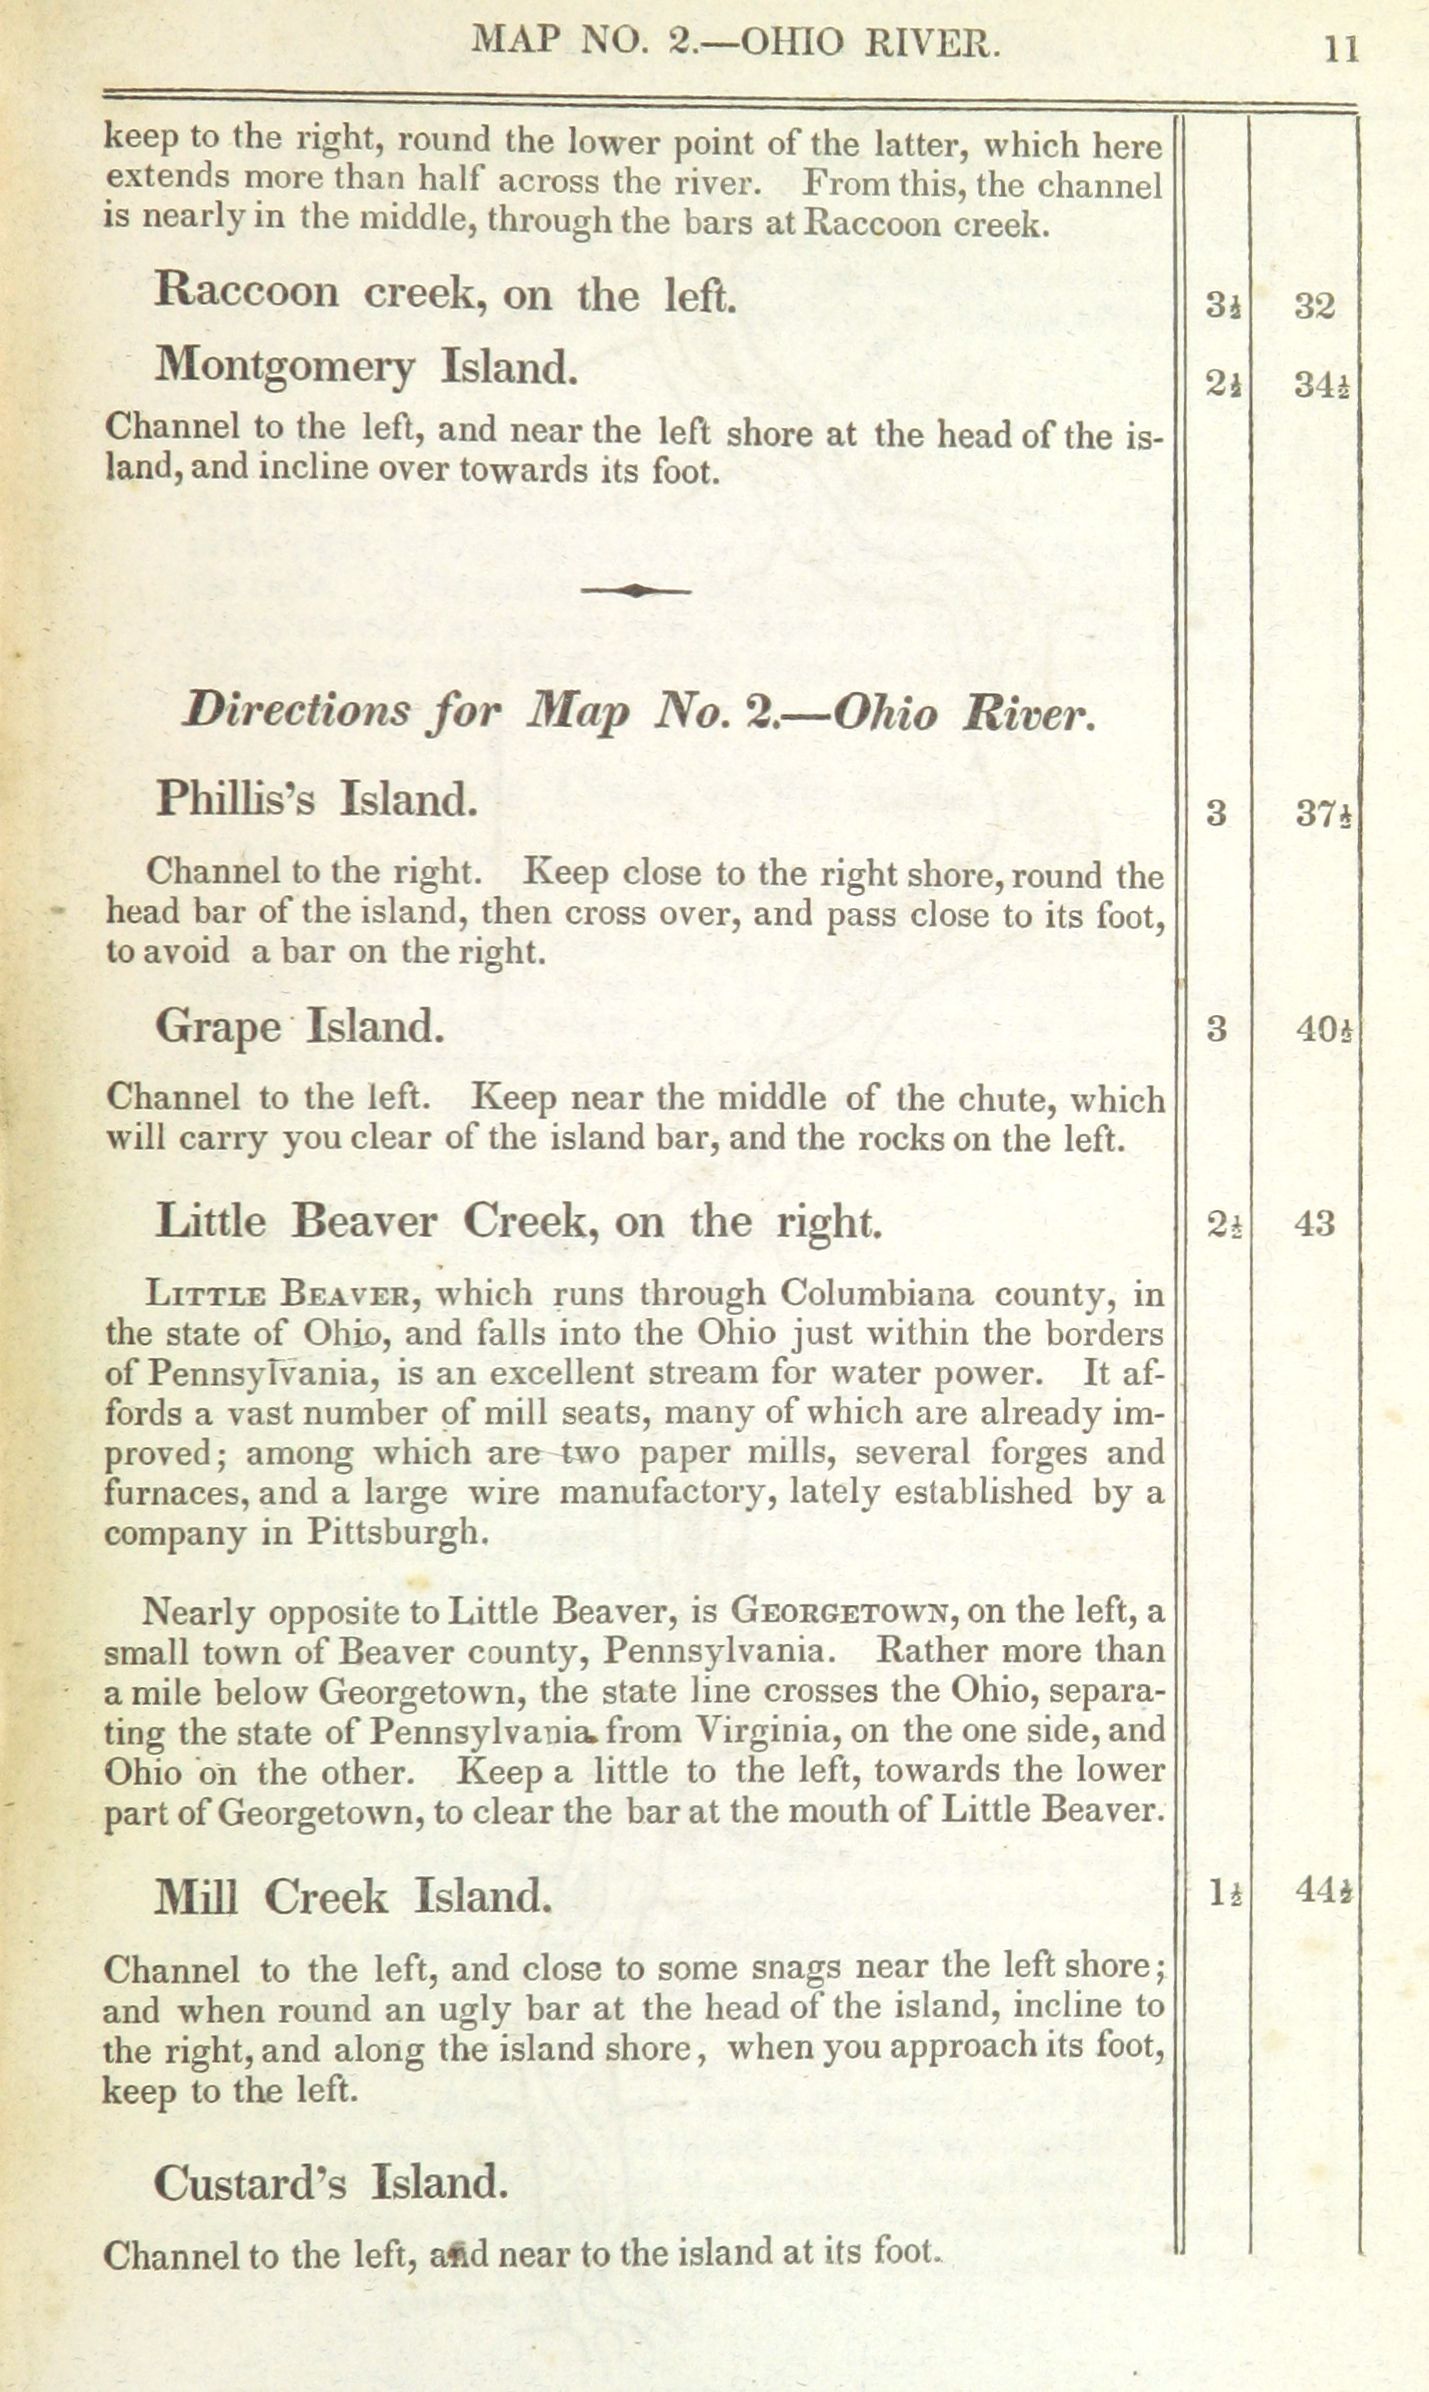 MAP NO. 2.—OHIO RIVER. 11
keep to the right, round the lower point of the latter, which here
extends more than half across the river. From this, the channel
is nearly in the middle, through the bars at Raccoon creek.
Raccoon creek, on the left. 3½ 32
Montgomery Island. 2½ 34½
Channel to the left, and near the left shore at the head of the is-
land, and incline over towards its foot.
Directions for Map No. 2.—Ohio River.
Phillis's Island. 3 37½
Channel to the right. Keep close to the right shore, round the
head bar of the island, then cross over, and pass close to its foot,
to avoid a bar on the right.
Grape Island. 3 40½
Channel to the left. Keep near the middle of the chute, which
will carry you clear of the island bar, and the rocks on the left.
Little Beaver Creek, on the right. 2½ 43
LITTLE BEAVER, which runs through Columbiana county, in
the state of Ohio, and falls into the Ohio just within the borders
of Pennsylvania, is an excellent stream for water power. It af-
fords a vast number of mill seats, many of which are already im-
proved; among which are two paper mills, several forges and
furnaces, and a large wire manufactory, lately established by a
company in Pittsburgh.
Nearly opposite to Little Beaver, is GEORGETOWN, on the left, a
small town of Beaver county, Pennsylvania. Rather more than
a mile below Georgetown, the state line crosses the Ohio, separa-
ting the state of Pennsylvania from Virginia, on the one side, and
Ohio on the other. Keep a little to the left, towards the lower
part of Georgetown, to clear the bar at the mouth of Little Beaver.
Mill Creek Island. 1½ 44½
Channel to the left, and close to some snags near the left shore;
and when round an ugly bar at the head of the island, incline to
the right, and along the island shore, when you approach its foot,
keep to the left.
Custard's Island.
Channel to the left, and near to the island at its foot.